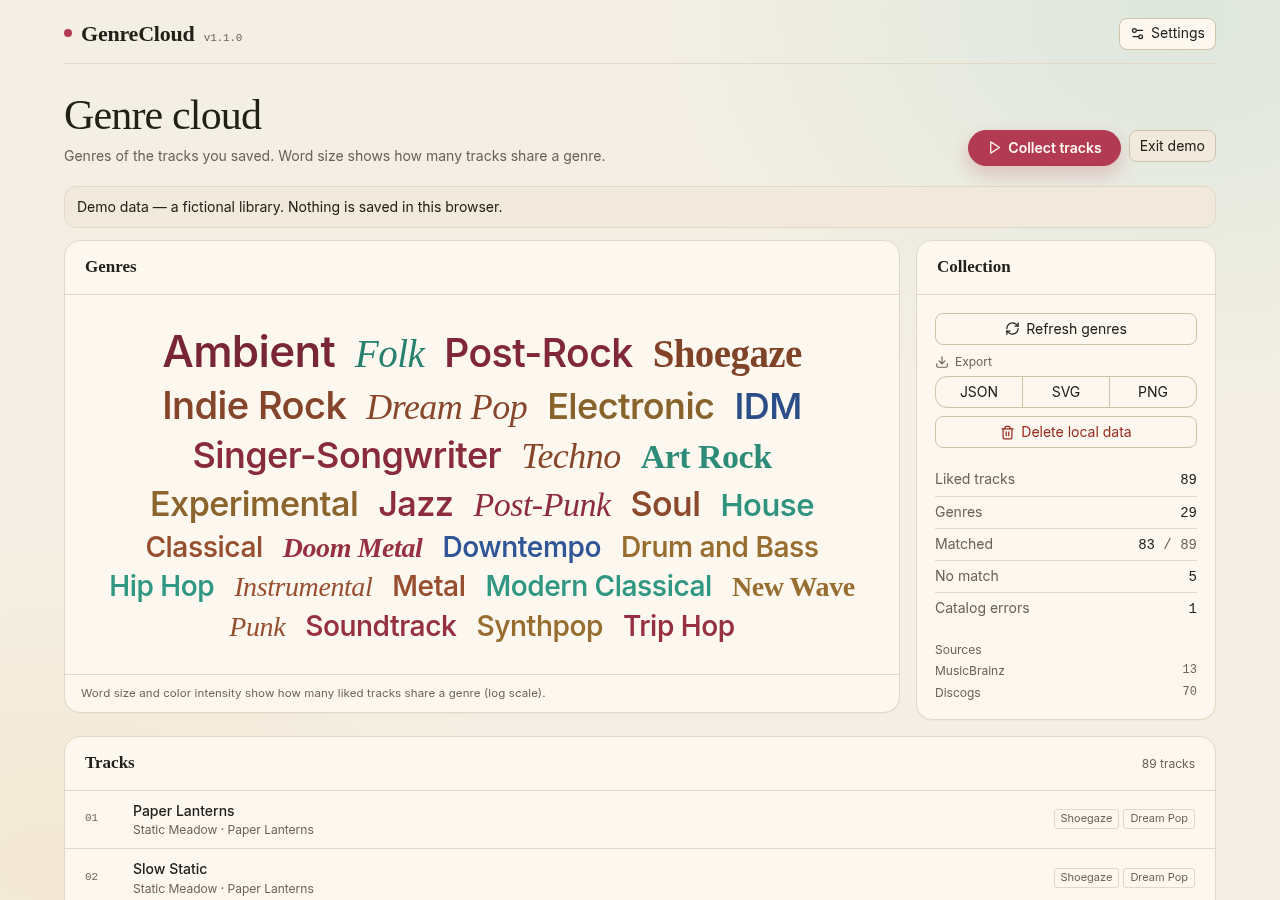 GenreCloud v1.1.0
Settings
Genre cloud
Genres of the tracks you saved. Word size shows how many tracks share a genre.
Collect tracks
Exit demo
Demo data — a fictional library. Nothing is saved in this browser.
Genres
Ambient Folk Post-Rock Shoegaze
Indie Rock Dream Pop Electronic IDM
Singer-Songwriter Techno Art Rock
Experimental Jazz Post-Punk Soul House
Classical Doom Metal Downtempo Drum and Bass
Hip Hop Instrumental Metal Modern Classical New Wave
Punk Soundtrack Synthpop Trip Hop
Word size and color intensity show how many liked tracks share a genre (log scale).
Collection
Refresh genres
Export
JSON SVG PNG
Delete local data
Liked tracks 89
Genres 29
Matched 83 / 89
No match 5
Catalog errors 1
Sources
MusicBrainz 13
Discogs 70
Tracks 89 tracks
01 Paper Lanterns
Static Meadow · Paper Lanterns
Shoegaze Dream Pop
02 Slow Static
Static Meadow · Paper Lanterns
Shoegaze Dream Pop